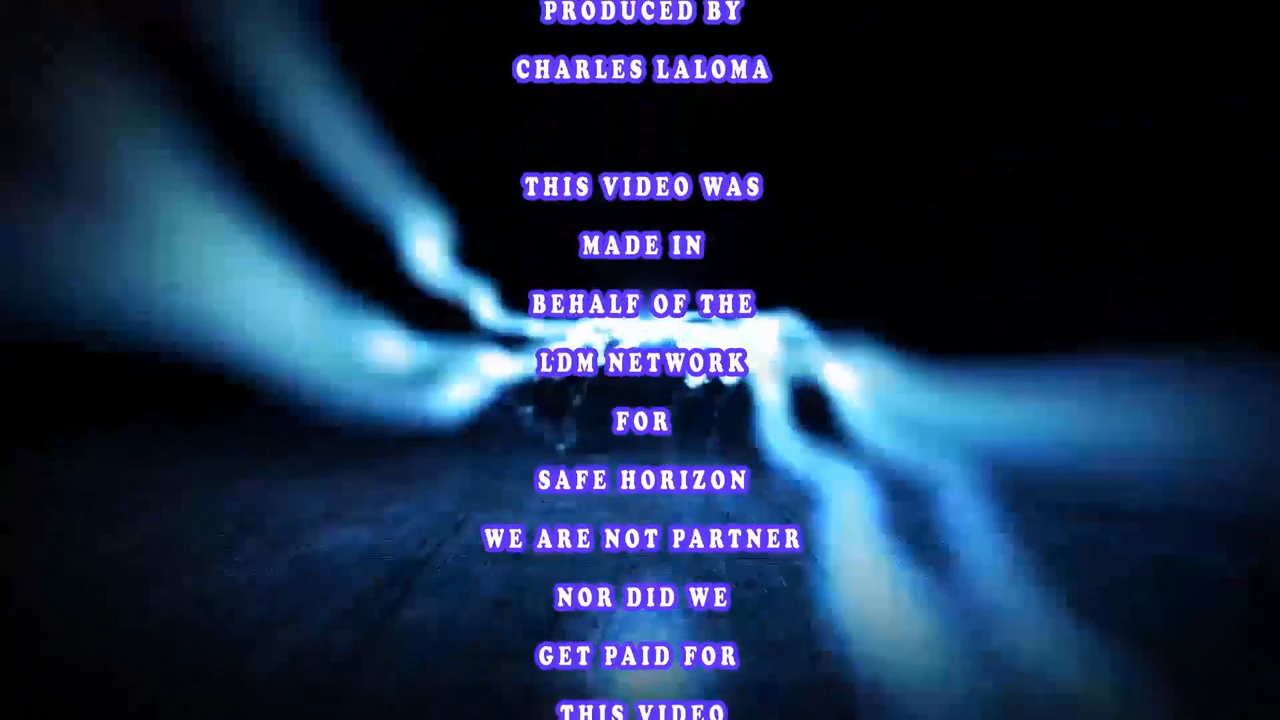 PRODUCED BY
CHARLES LALOMA
THIS VIDEO WAS
MADE IN
BEHALF OF THE
LDM NETWORK
FOR
SAFE HORIZON
WE ARE NOT PARTNER
NOR DID WE
GET PAID FOR
THIS VIDEO